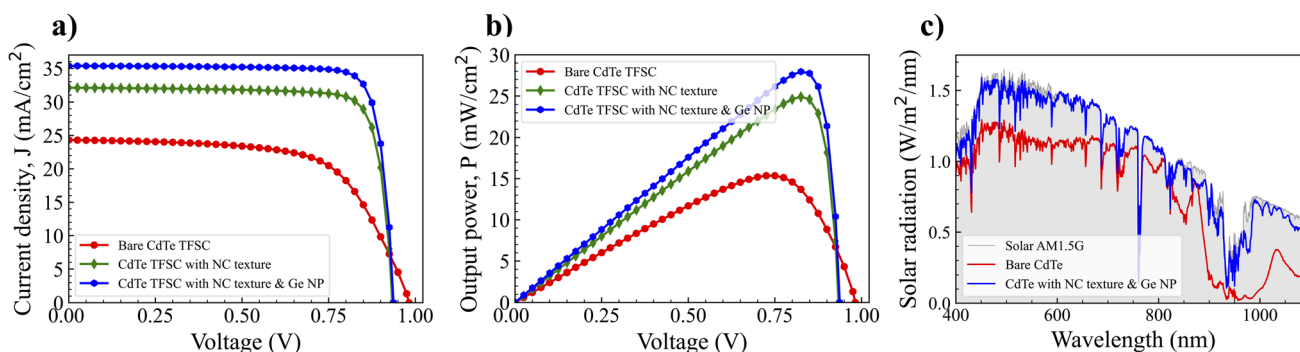 a)
Current density, J (mA/cm²)
35
30
25
20
15
10
5
0
Bare CdTe TFSC
CdTe TFSC with NC texture
CdTe TFSC with NC texture & Ge NP
0.00 0.25 0.50 0.75 1.00
Voltage (V)
b)
Output power, P (mW/cm²)
30
25
20
15
10
5
0
Bare CdTe TFSC
CdTe TFSC with NC texture
CdTe TFSC with NC texture & Ge NP
0.00 0.25 0.50 0.75 1.00
Voltage (V)
c)
Solar radiation (W/m²/nm)
1.5
1.0
0.5
0.0
Solar AM1.5G
Bare CdTe
CdTe with NC texture & Ge NP
400 600 800 1000
Wavelength (nm)